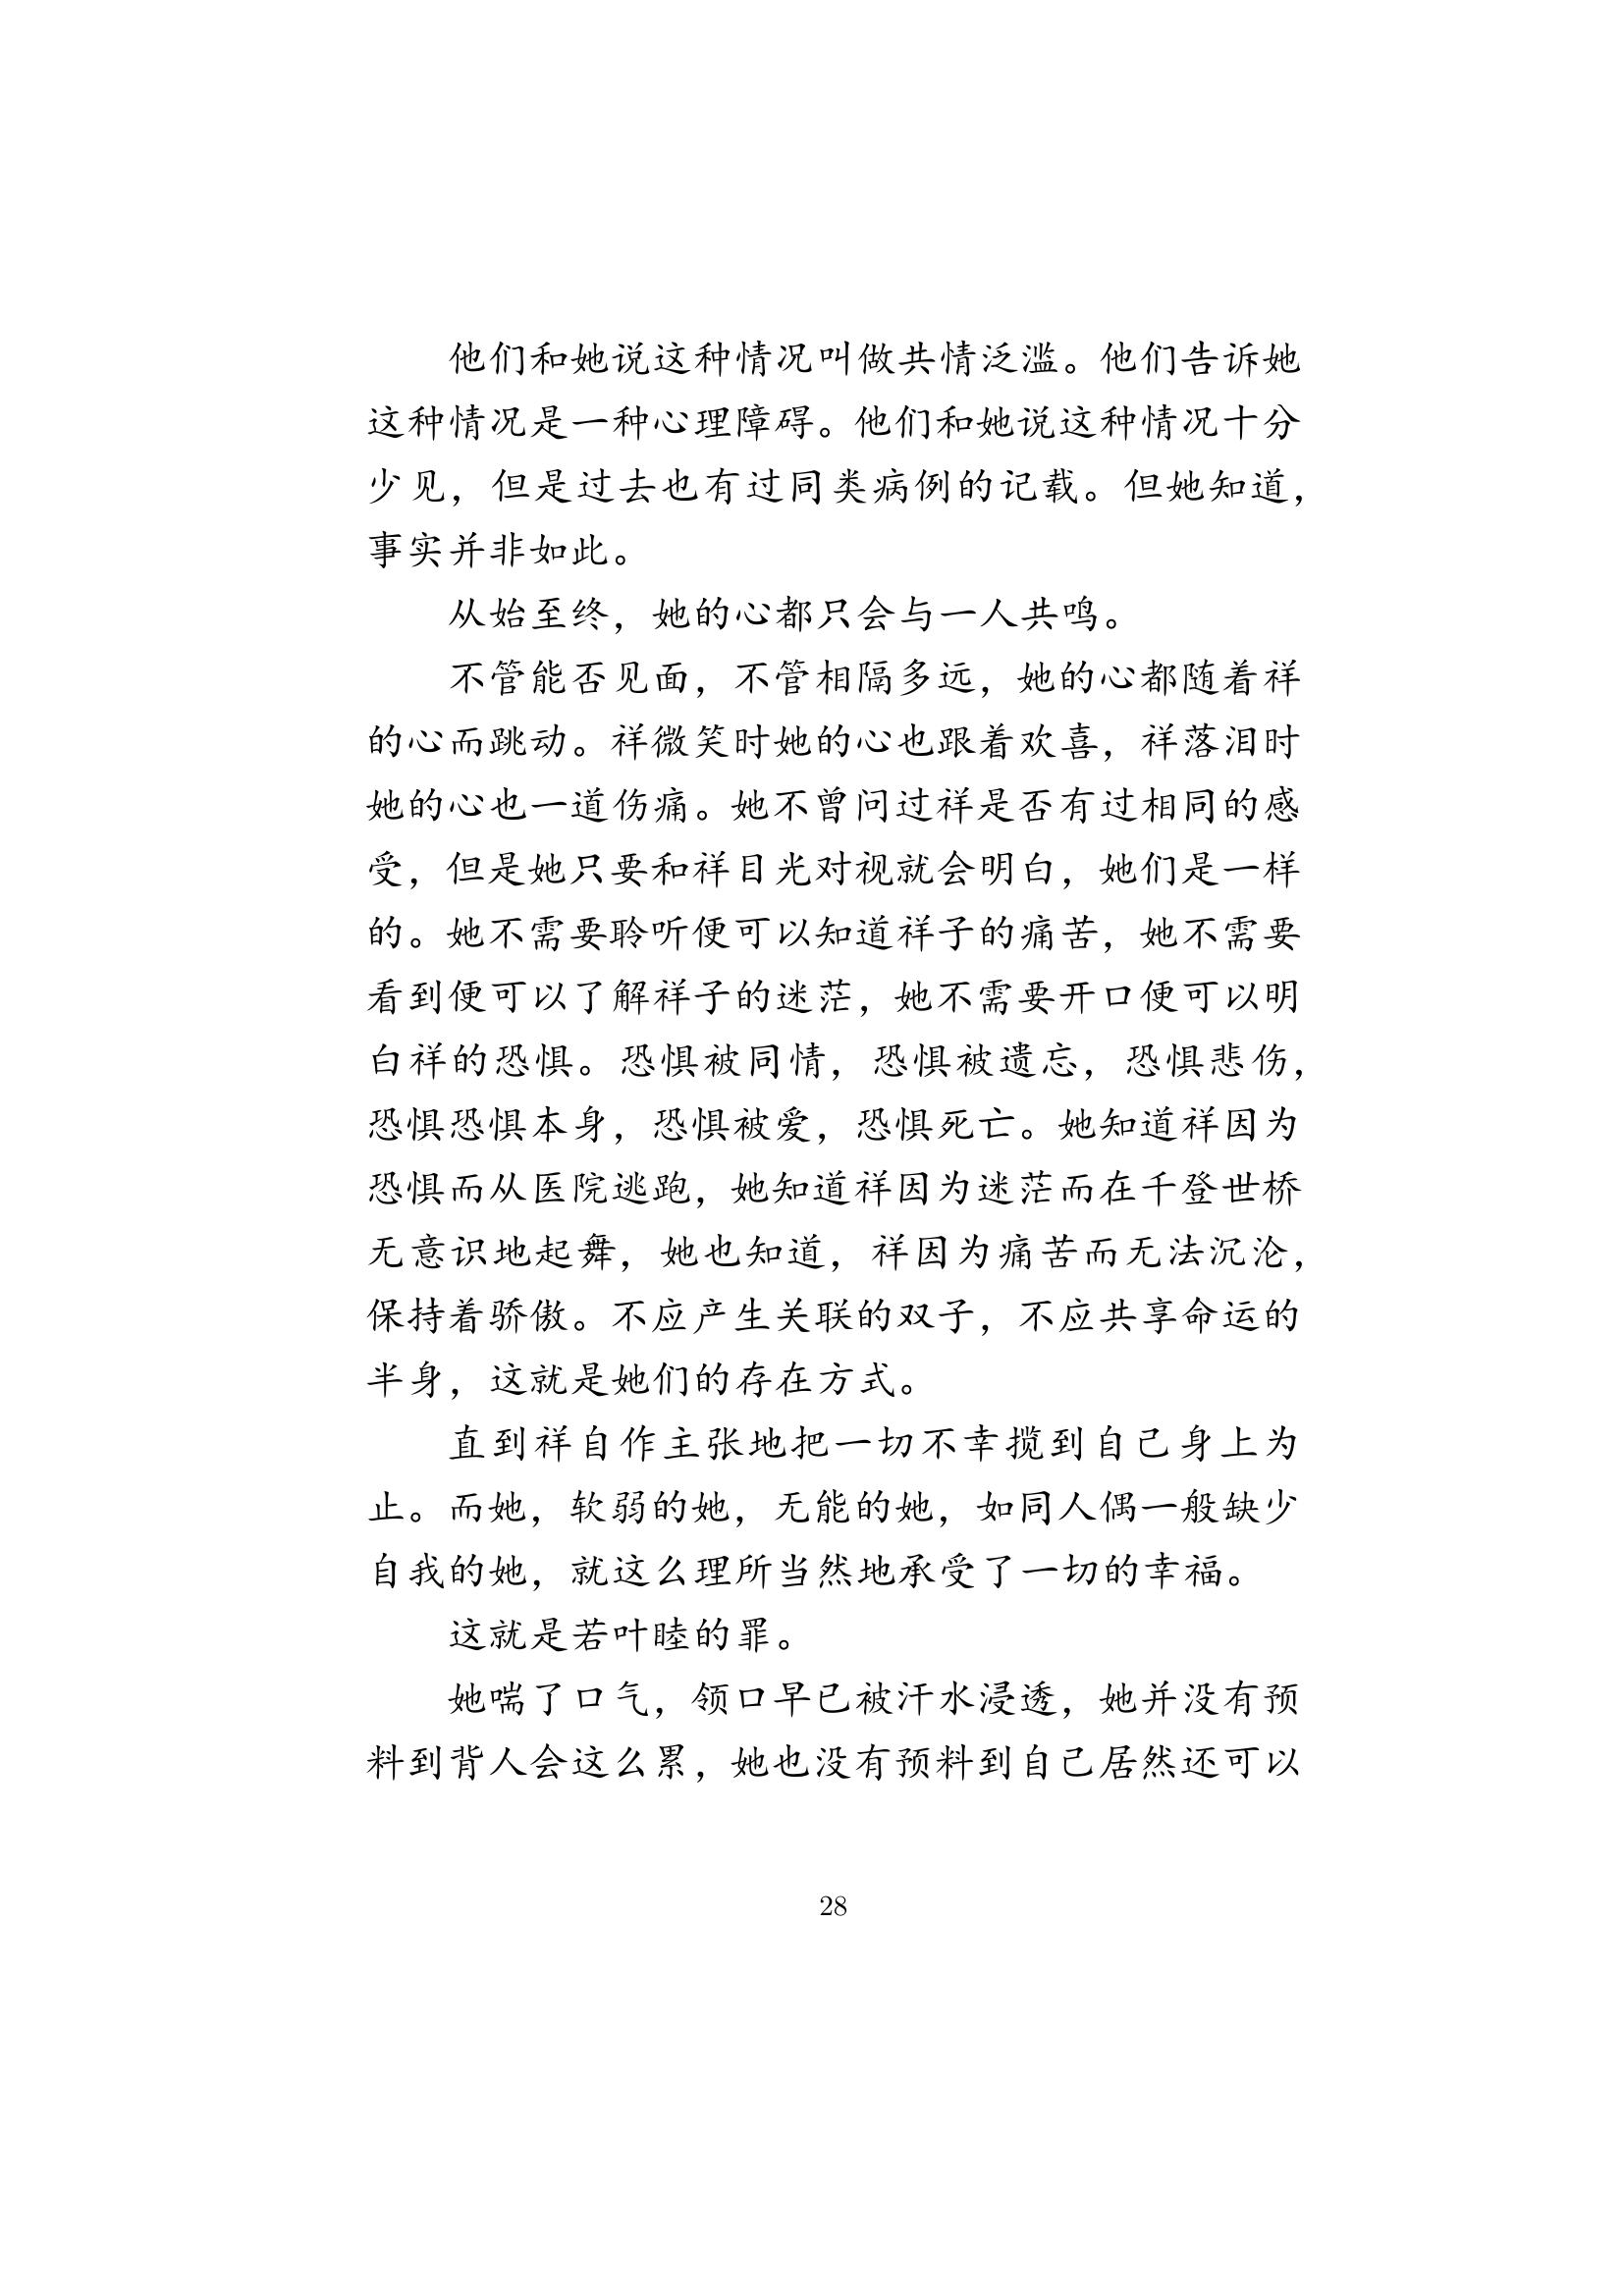 他们和她说这种情况叫做共情泛滥。他们告诉她
这种情况是一种心理障碍。他们和她说这种情况十分
少见，但是过去也有过同类病例的记载。但她知道，
事实并非如此。
从始至终，她的心都只会与一人共鸣。
不管能否见面，不管相隔多远，她的心都随着祥
的心而跳动。祥微笑时她的心也跟着欢喜，祥落泪时
她的心也一道伤痛。她不曾问过祥是否有过相同的感
受，但是她只要和祥目光对视就会明白，她们是一样
的。她不需要聆听便可以知道祥子的痛苦，她不需要
看到便可以了解祥子的迷茫，她不需要开口便可以明
白祥的恐惧。恐惧被同情，恐惧被遗忘，恐惧悲伤，
恐惧恐惧本身，恐惧被爱，恐惧死亡。她知道祥因为
恐惧而从医院逃跑，她知道祥因为迷茫而在千登世桥
无意识地起舞，她也知道，祥因为痛苦而无法沉沦，
保持着骄傲。不应产生关联的双子，不应共享命运的
半身，这就是她们的存在方式。
直到祥自作主张地把一切不幸揽到自己身上为
止。而她，软弱的她，无能的她，如同人偶一般缺少
自我的她，就这么理所当然地承受了一切的幸福。
这就是若叶睦的罪。
她喘了口气，领口早已被汗水浸透，她并没有预
料到背人会这么累，她也没有预料到自己居然还可以
28